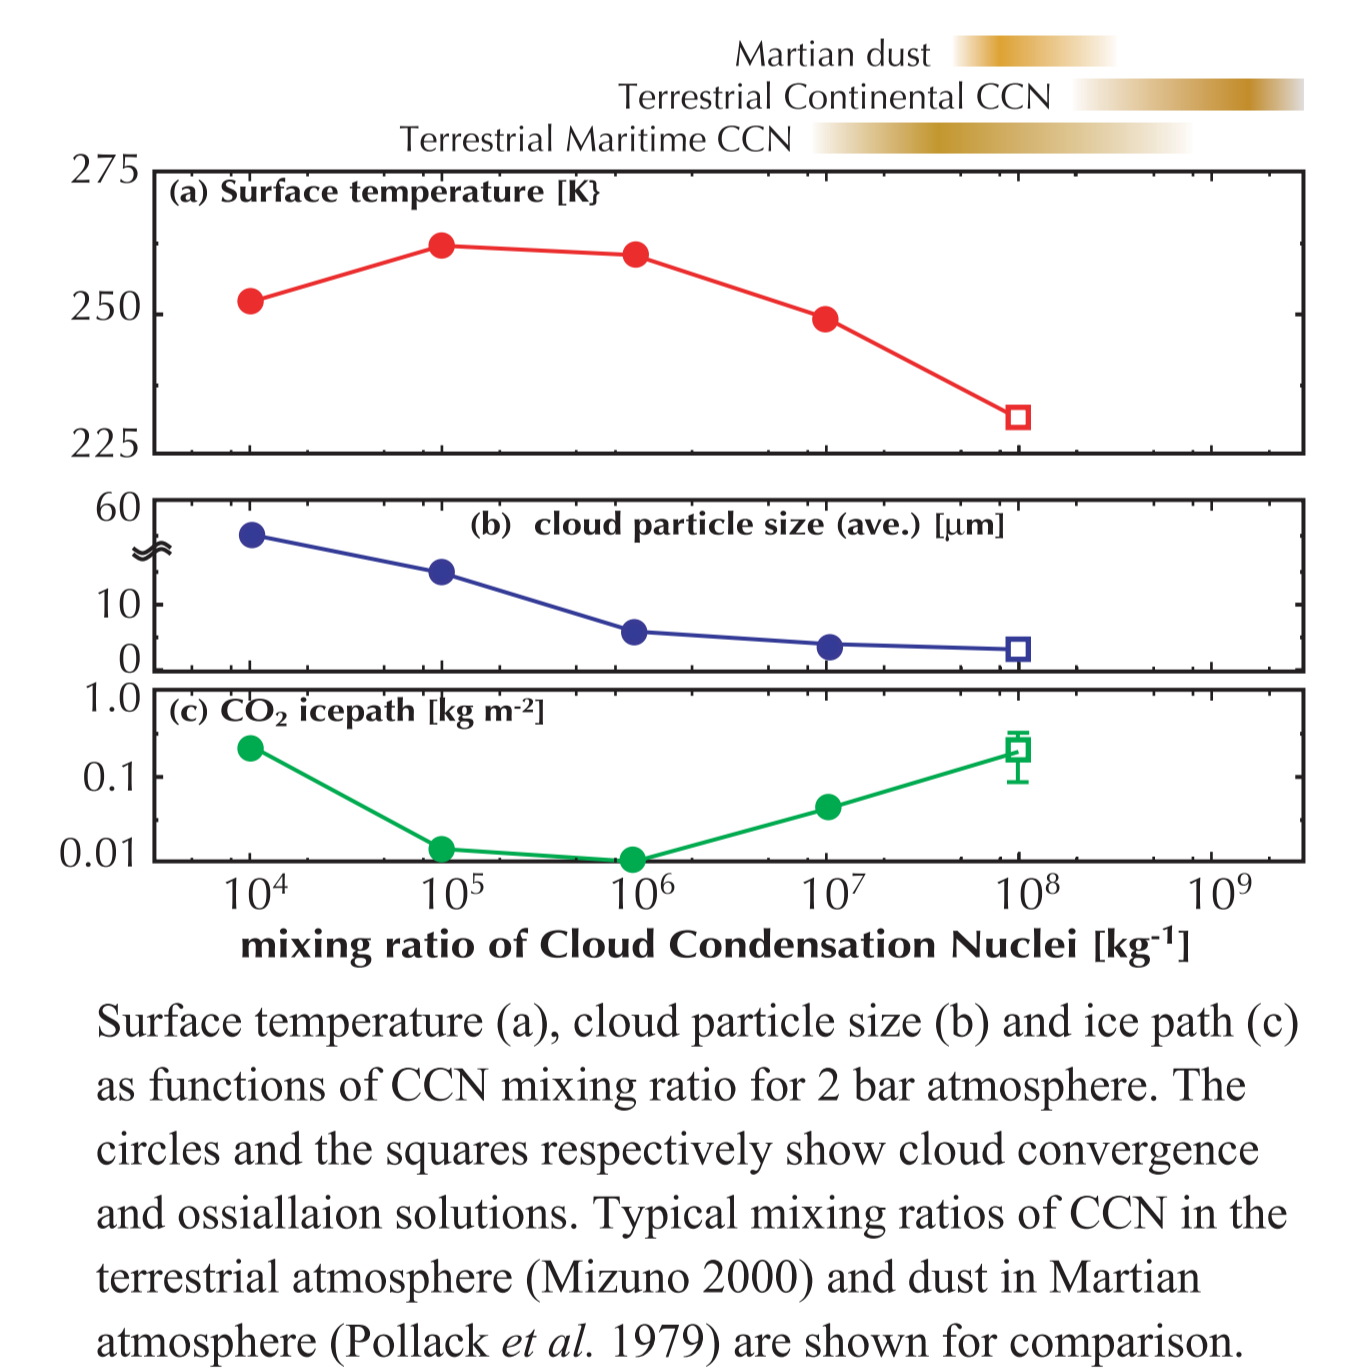 Martian dust
Terrestrial Continental CCN
Terrestrial Maritime CCN
275
(a) Surface temperature [K}
250
225
60
(b) cloud particle size (ave.) [μm]
10
0
1.0
(c) CO₂ icepath [kg m⁻²]
0.1
0.01
10⁴ 10⁵ 10⁶ 10⁷ 10⁸ 10⁹
mixing ratio of Cloud Condensation Nuclei [kg⁻¹]
Surface temperature (a), cloud particle size (b) and ice path (c)
as functions of CCN mixing ratio for 2 bar atmosphere. The
circles and the squares respectively show cloud convergence
and ossiallaion solutions. Typical mixing ratios of CCN in the
terrestrial atmosphere (Mizuno 2000) and dust in Martian
atmosphere (Pollack et al. 1979) are shown for comparison.